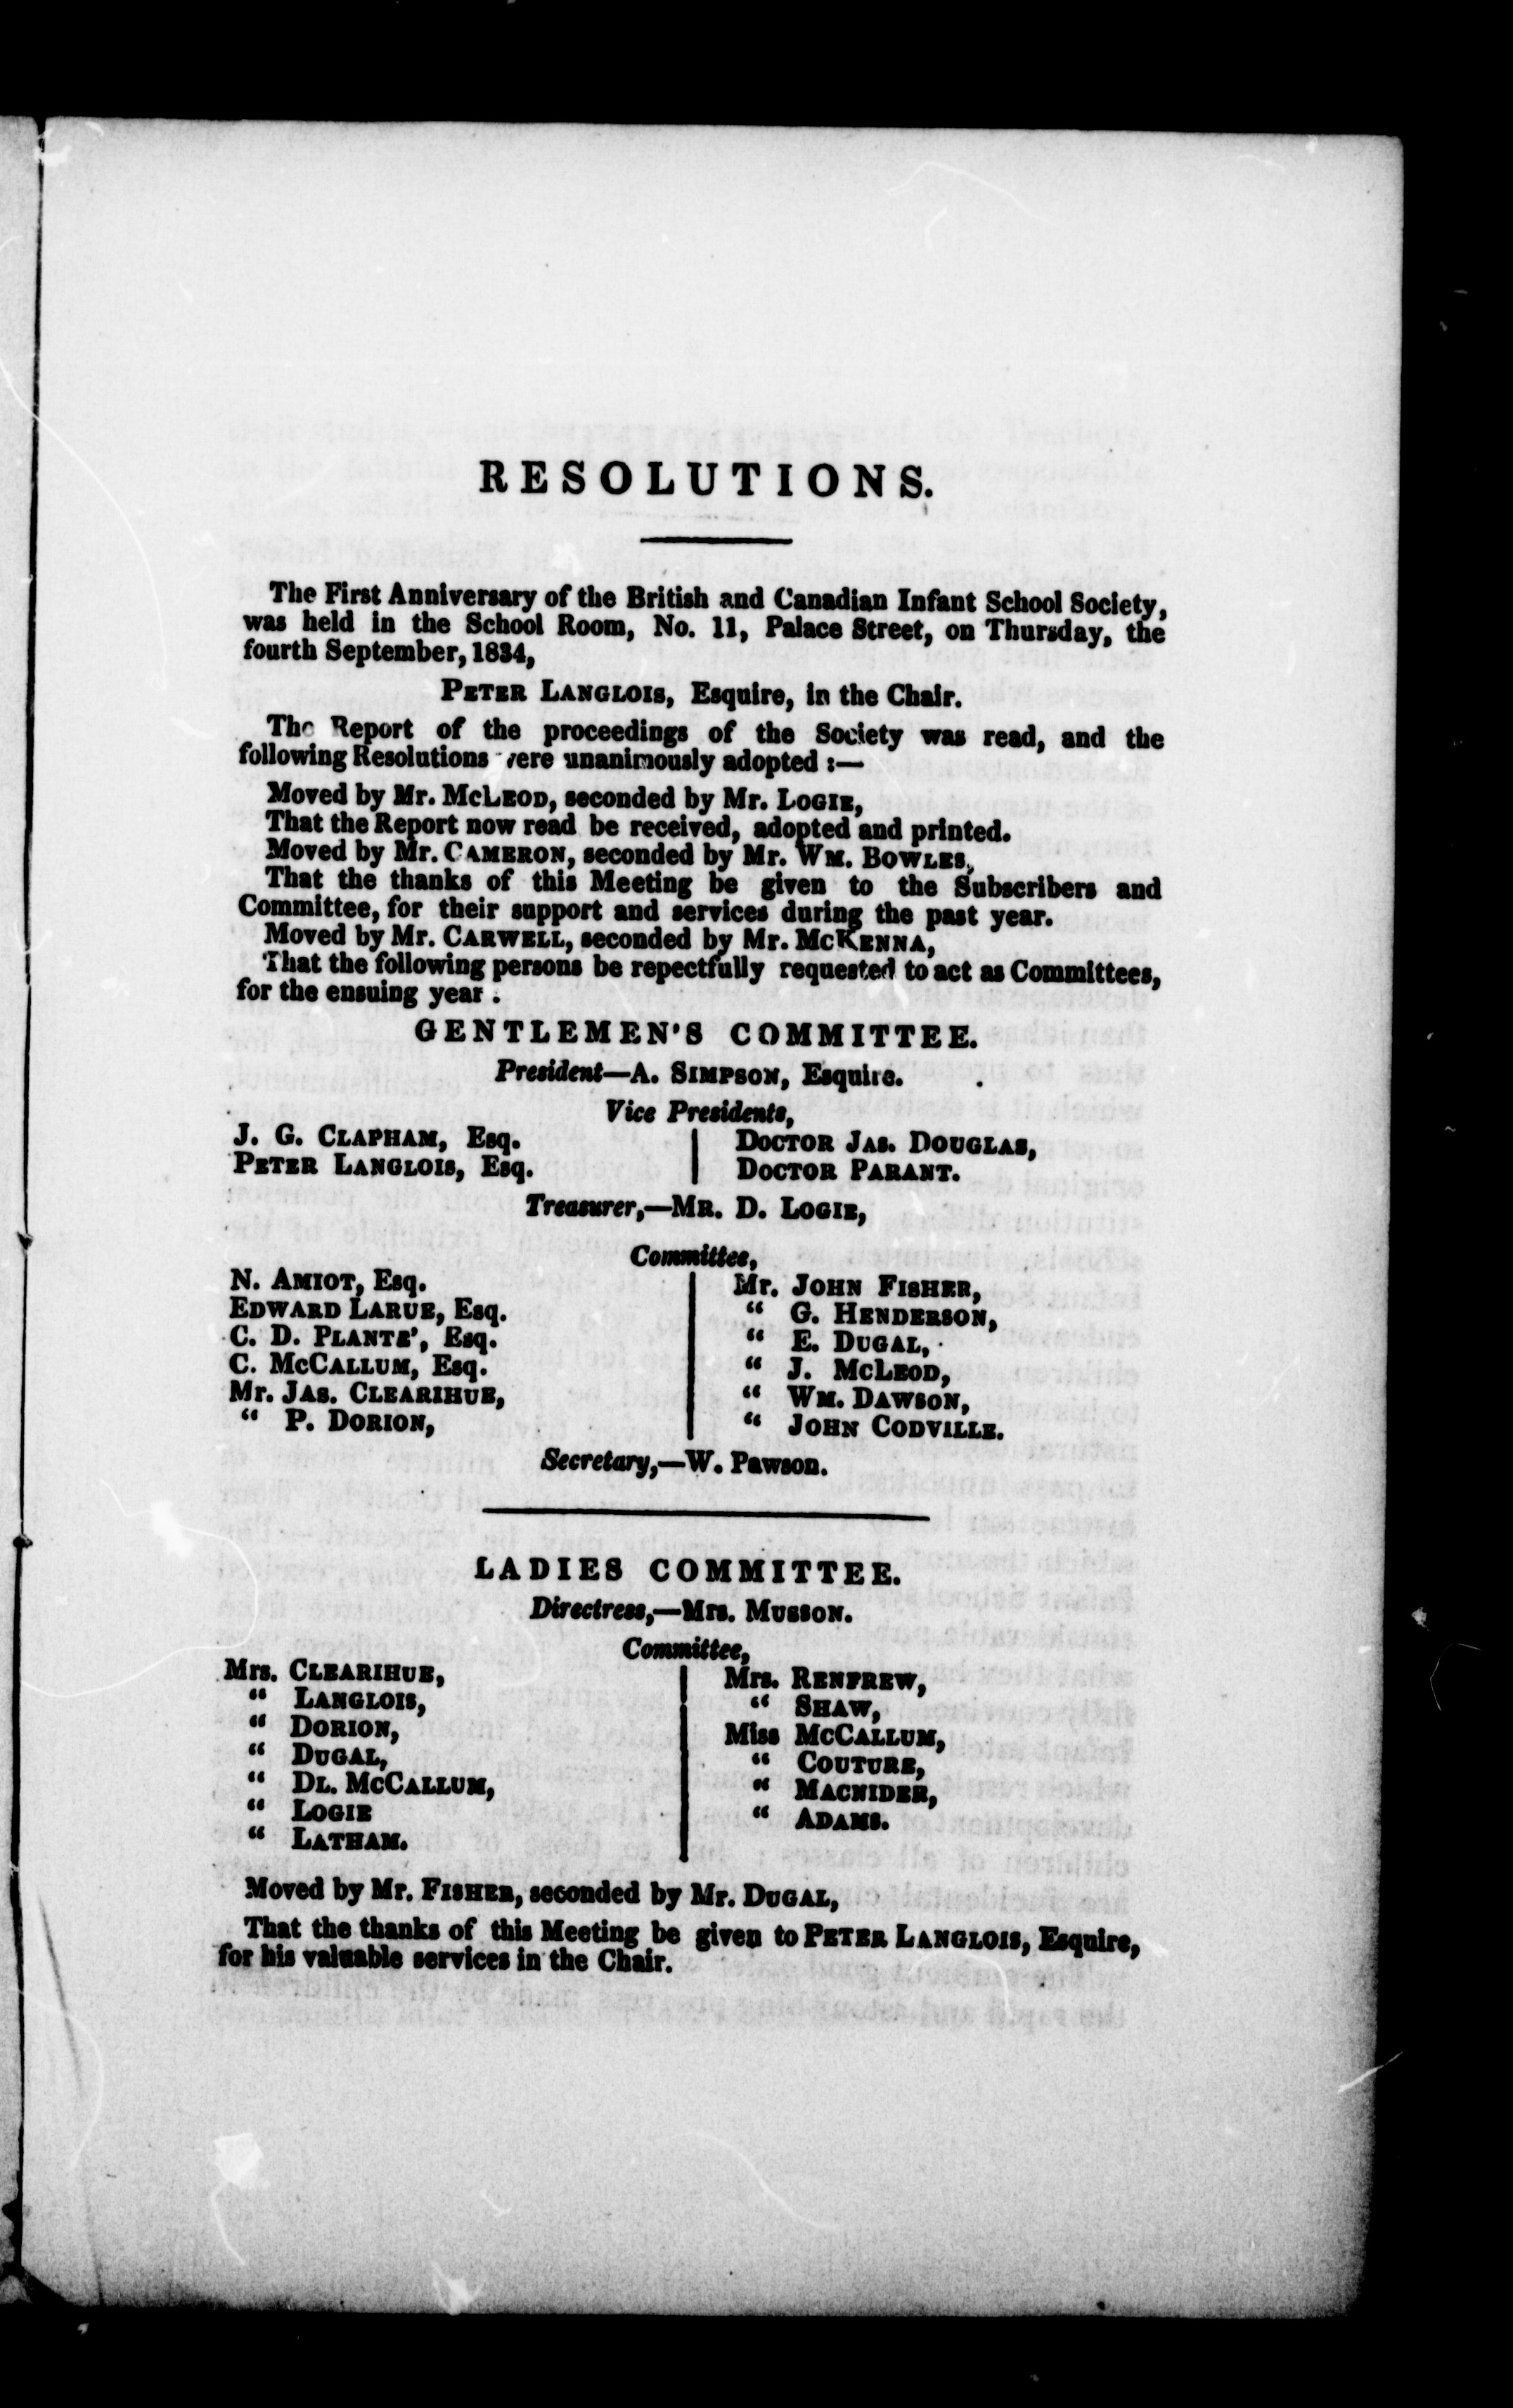 RESOLUTIONS.
The First Anniversary of the British and Canadian Infant School Society,
was held in the School Room, No. 11, Palace Street, on Thursday, the
fourth September, 1834,
PETER LANGLOIS, Esquire, in the Chair.
The Report of the proceedings of the Society was read, and the
following Resolutions were unanimously adopted :—
Moved by Mr. McLEOD, seconded by Mr. LOGIE,
That the Report now read be received, adopted and printed.
Moved by Mr. CAMERON, seconded by Mr. WM. BOWLES,
That the thanks of this Meeting be given to the Subscribers and
Committee, for their support and services during the past year.
Moved by Mr. CARWELL, seconded by Mr. McKENNA,
That the following persons be repectfully requested to act as Committees,
for the ensuing year .
GENTLEMEN'S COMMITTEE.
President—A. SIMPSON, Esquire.
Vice Presidents,
J. G. CLAPHAM, Esq.
PETER LANGLOIS, Esq.
DOCTOR JAS. DOUGLAS,
DOCTOR PARANT.
Treasurer,—MR. D. LOGIE,
Committee,
N. AMIOT, Esq.
EDWARD LARUE, Esq.
C. D. PLANTE', Esq.
C. McCALLUM, Esq.
Mr. JAS. CLEARIHUE,
“ P. DORION,
Mr. JOHN FISHER,
“ G. HENDERSON,
“ E. DUGAL,
“ J. McLEOD,
“ WM. DAWSON,
“ JOHN CODVILLE.
Secretary,—W. Pawson.
LADIES COMMITTEE.
Directress,—Mrs. MUSSON.
Committee,
Mrs. CLEARIHUE,
“ LANGLOIS,
“ DORION,
“ DUGAL,
“ DL. McCALLUM,
“ LOGIE
“ LATHAM.
Mrs. RENFREW,
“ SHAW,
Miss McCALLUM,
“ COUTURE,
“ MACNIDER,
“ ADAMS.
Moved by Mr. FISHER, seconded by Mr. DUGAL,
That the thanks of this Meeting be given to PETER LANGLOIS, Esquire,
for his valuable services in the Chair.